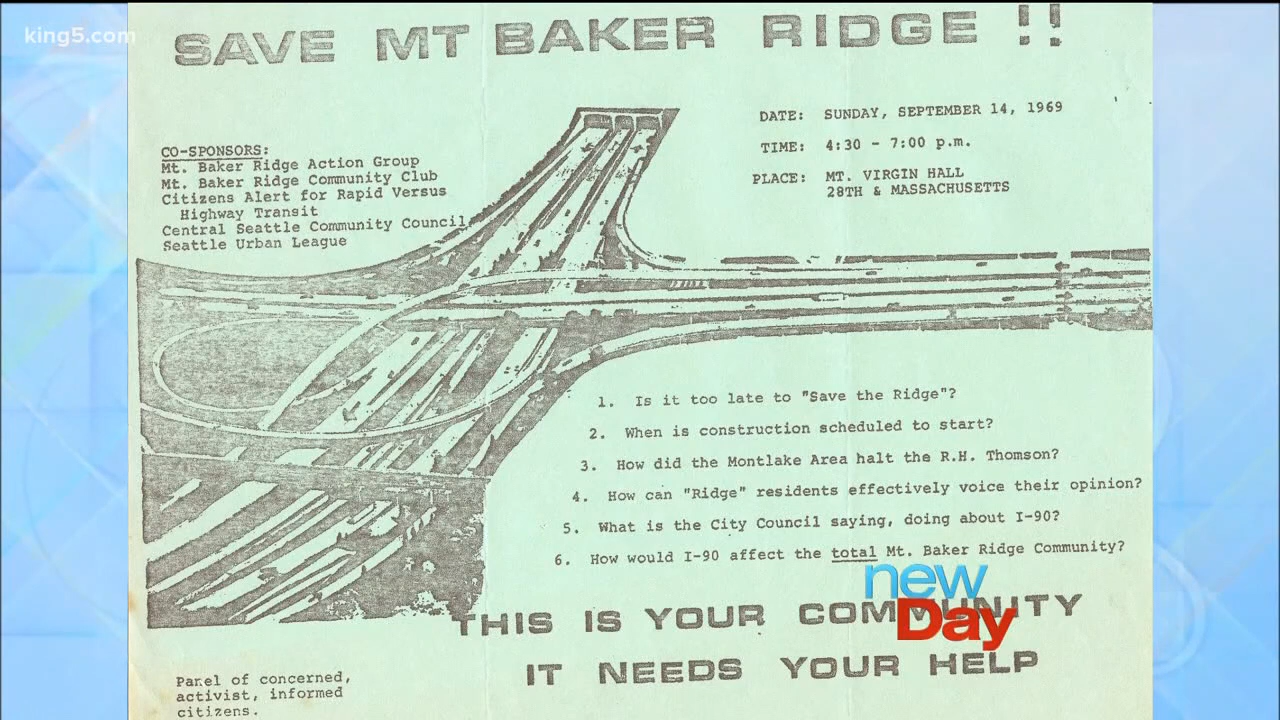 king5.com
SAVE MT BAKER RIDGE !!
DATE: SUNDAY, SEPTEMBER 14, 1969
TIME: 4:30 - 7:00 p.m.
PLACE: MT. VIRGIN HALL
28TH & MASSACHUSETTS
CO-SPONSORS:
Mt. Baker Ridge Action Group
Mt. Baker Ridge Community Club
Citizens Alert for Rapid Versus
Highway Transit
Central Seattle Community Council
Seattle Urban League
1. Is it too late to "Save the Ridge"?
2. When is construction scheduled to start?
3. How did the Montlake Area halt the R.H. Thomson?
4. How can "Ridge" residents effectively voice their opinion?
5. What is the City Council saying, doing about I-90?
6. How would I-90 affect the total Mt. Baker Ridge Community?
new
Day
THIS IS YOUR COMMUNITY
IT NEEDS YOUR HELP
Panel of concerned,
activist, informed
citizens.